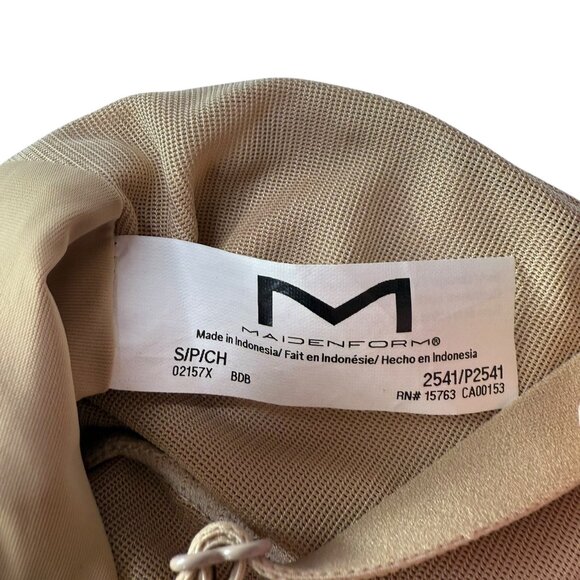 M
MAIDENFORM®
Made in Indonesia/ Fait en Indonésie/ Hecho en Indonesia
S/P/CH
02157X BDB
2541/P2541
RN# 15763 CA00153